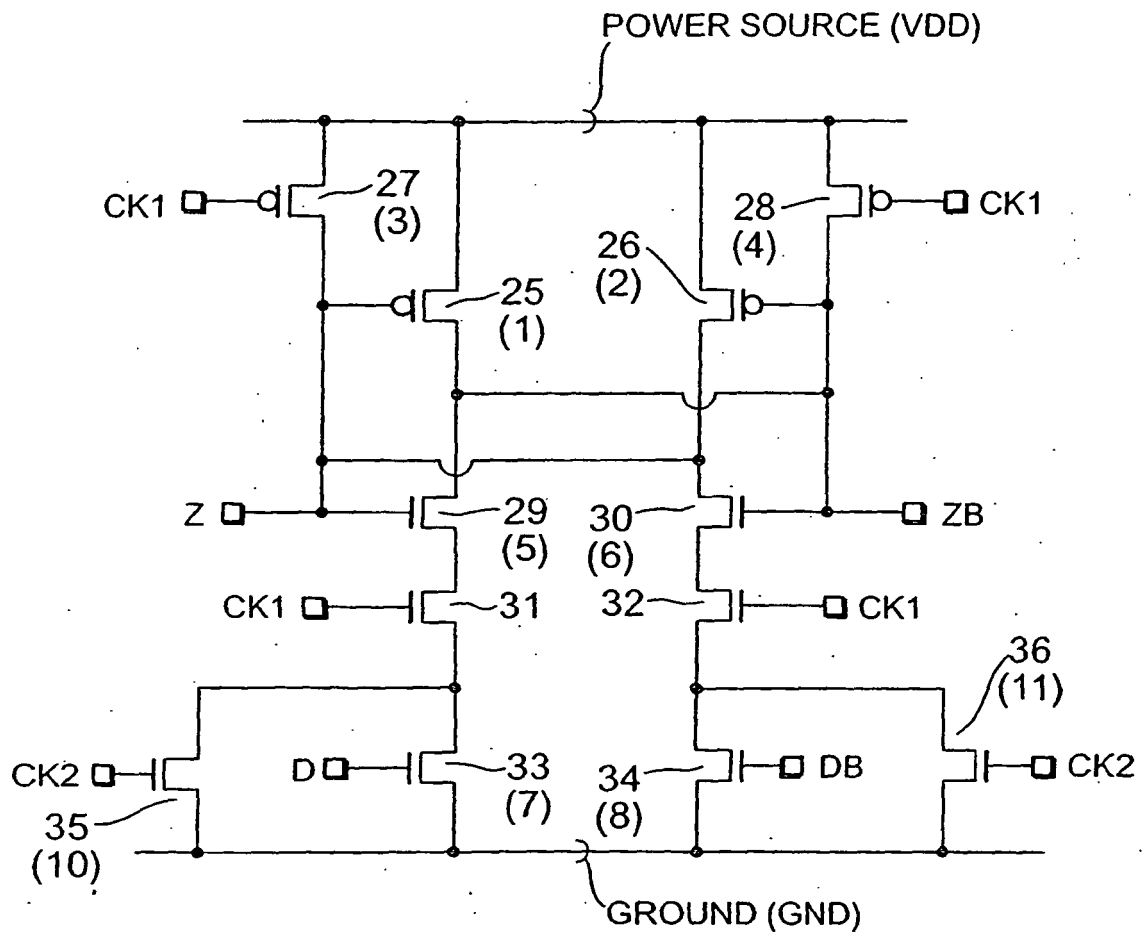 POWER SOURCE (VDD)
CK1
27
(3)
28
(4)
CK1
26
(2)
25
(1)
Z
29
(5)
30
(6)
ZB
CK1
31
32
CK1
36
(11)
CK2
D
33
(7)
34
(8)
DB
CK2
35
(10)
GROUND (GND)